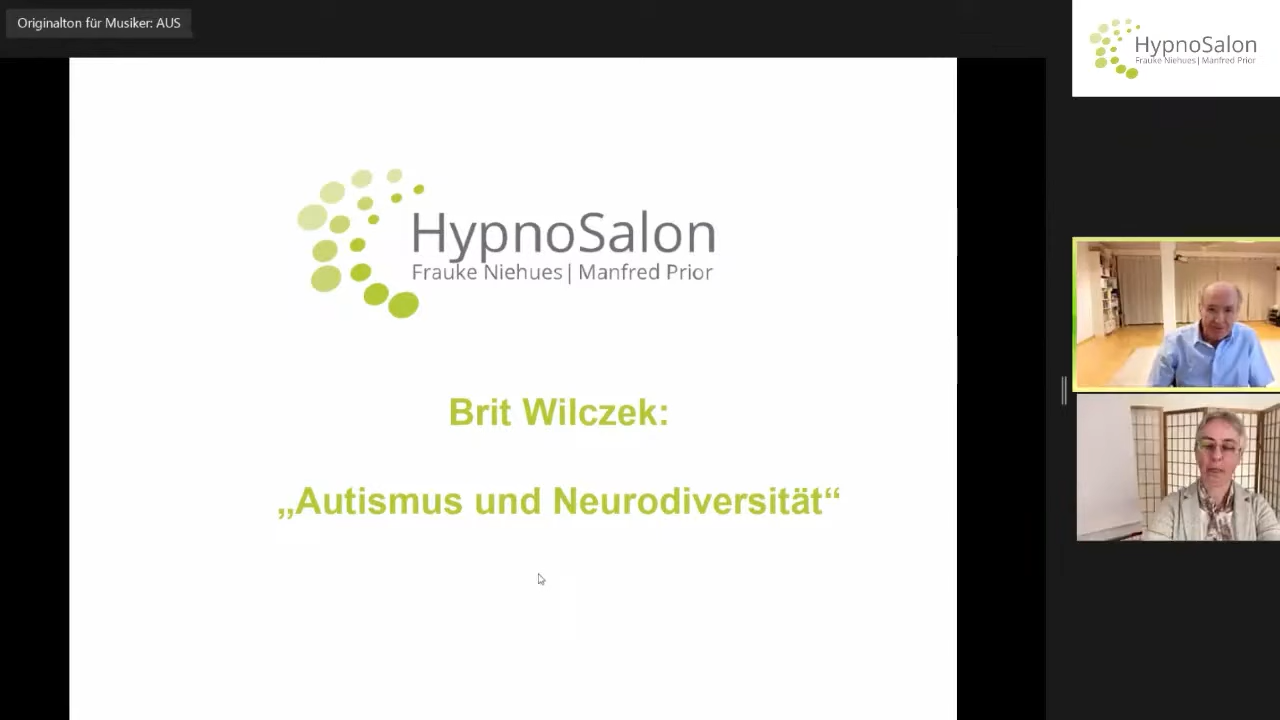 Originalton für Musiker: AUS
HypnoSalon
Frauke Niehues | Manfred Prior
HypnoSalon
Frauke Niehues | Manfred Prior
Brit Wilczek:
„Autismus und Neurodiversität“